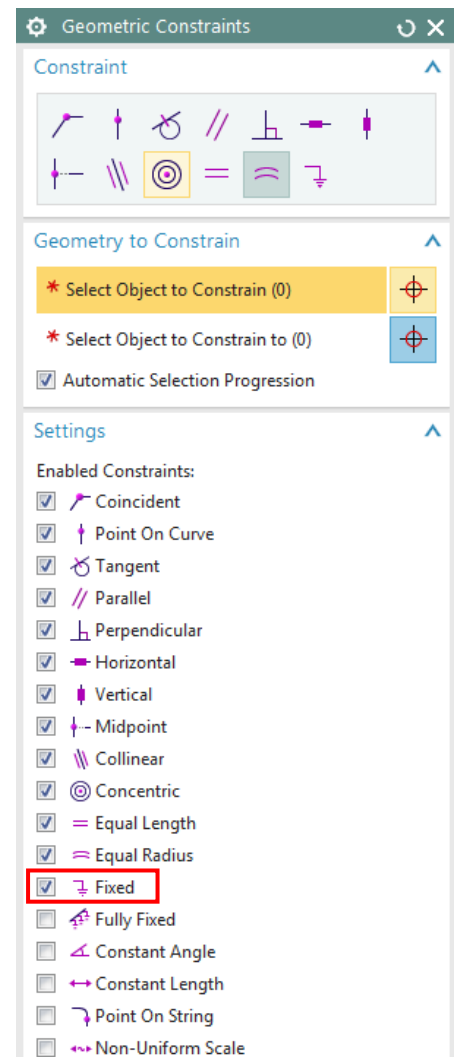 Geometric Constraints
Constraint
Geometry to Constrain
* Select Object to Constrain (0)
* Select Object to Constrain to (0)
Automatic Selection Progression
Settings
Enabled Constraints:
Coincident
Point On Curve
Tangent
Parallel
Perpendicular
Horizontal
Vertical
Midpoint
Collinear
Concentric
Equal Length
Equal Radius
Fixed
Fully Fixed
Constant Angle
Constant Length
Point On String
Non-Uniform Scale